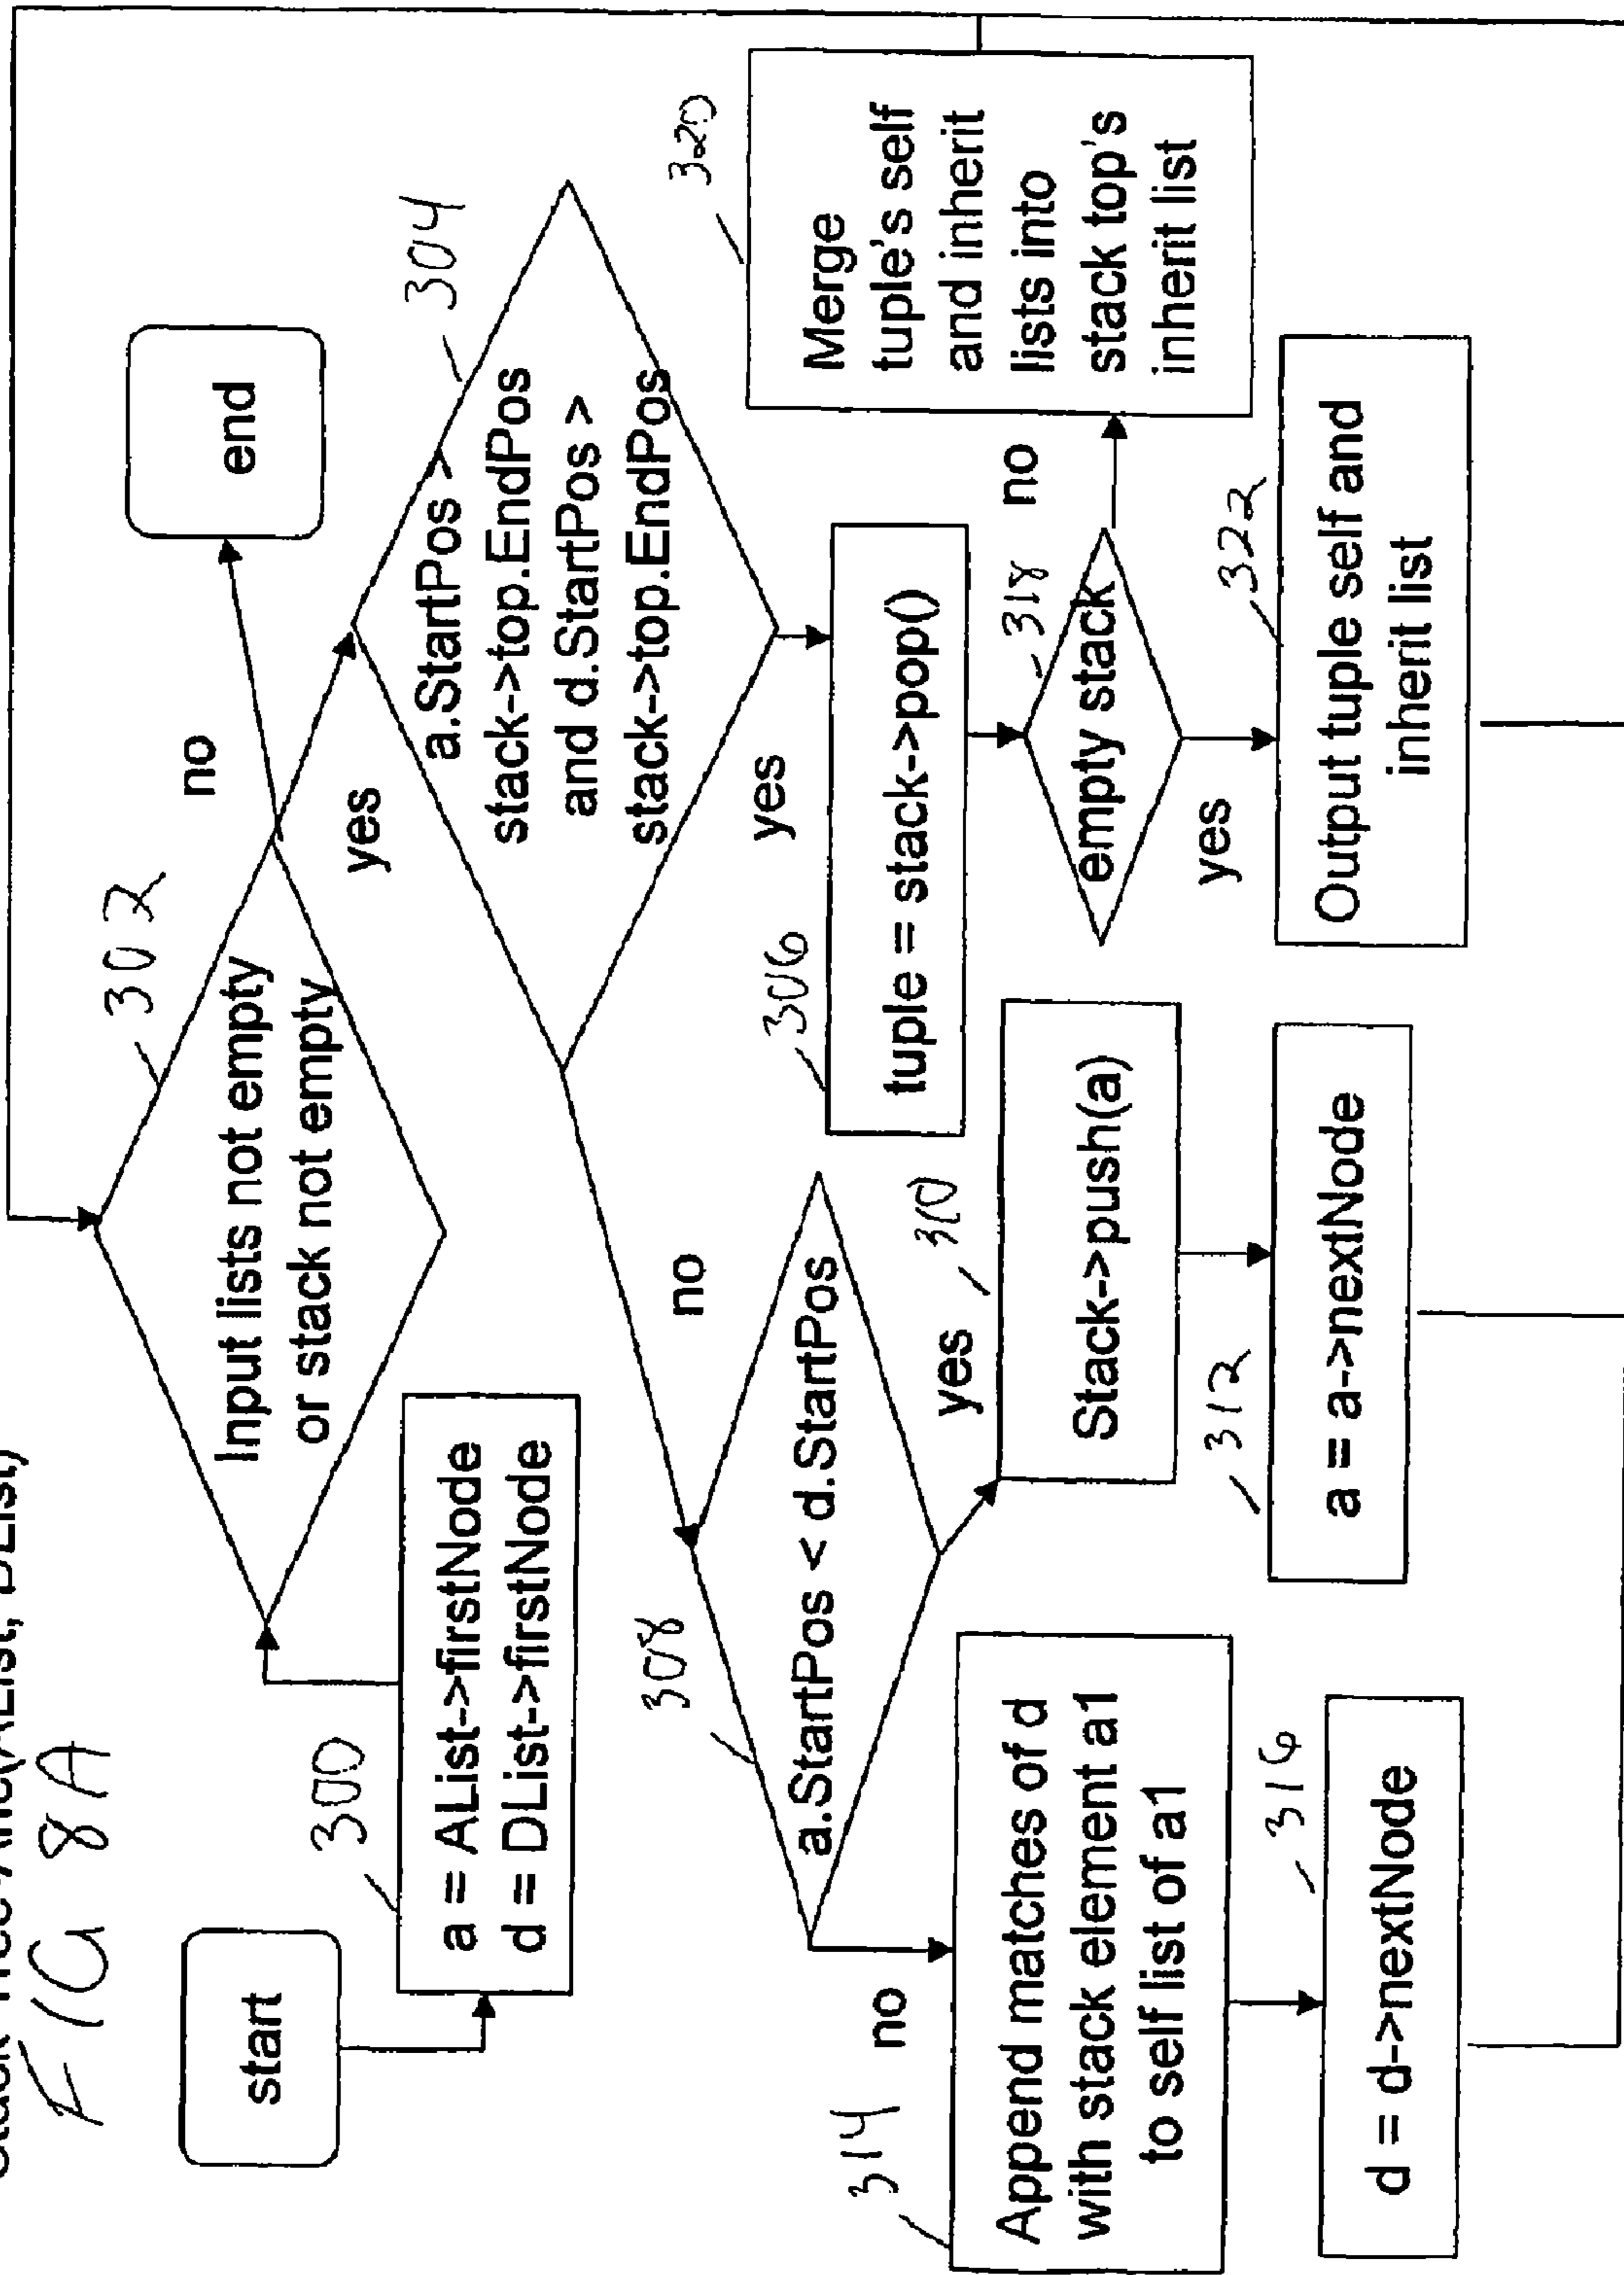 FIG 8A
start
300
a = AList->firstNode
d = DList->firstNode
302
Input lists not empty
or stack not empty
no
end
yes
304
a.StartPos >
stack->top.EndPos
and d.StartPos >
stack->top.EndPos
no
yes
308
a.StartPos < d.StartPos
306
tuple = stack->pop()
no
yes
314
Append matches of d
with stack element a1
to self list of a1
316
d = d->nextNode
310
Stack->push(a)
312
a = a->nextNode
318
empty stack
no
yes
320
Merge
tuple's self
and inherit
lists into
stack top's
inherit list
322
Output tuple self and
inherit list